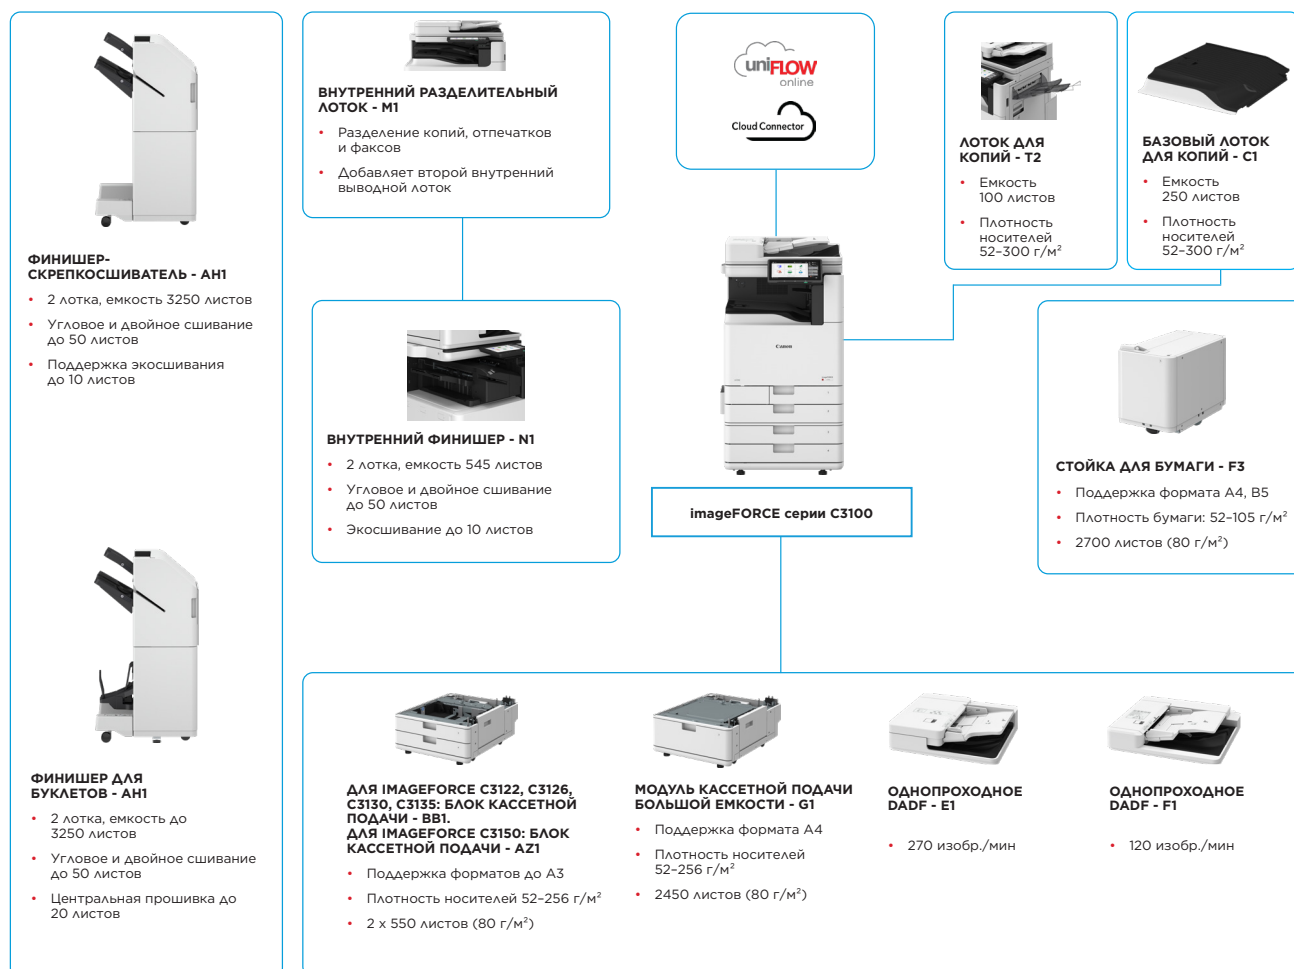 ФИНИШЕР-
СКРЕПКОСШИВАТЕЛЬ - AH1
• 2 лотка, емкость 3250 листов
• Угловое и двойное сшивание
до 50 листов
• Поддержка экосшивания
до 10 листов
ФИНИШЕР ДЛЯ
БУКЛЕТОВ - AH1
• 2 лотка, емкость до
3250 листов
• Угловое и двойное сшивание
до 50 листов
• Центральная прошивка до
20 листов
ВНУТРЕННИЙ РАЗДЕЛИТЕЛЬНЫЙ
ЛОТОК - M1
• Разделение копий, отпечатков
и факсов
• Добавляет второй внутренний
выводной лоток
ВНУТРЕННИЙ ФИНИШЕР - N1
• 2 лотка, емкость 545 листов
• Угловое и двойное сшивание
до 50 листов
• Экосшивание до 10 листов
uniFLOW
online
Cloud Connector
Canon
imageFORCE серии C3100
ЛОТОК ДЛЯ
КОПИЙ - T2
• Емкость
100 листов
• Плотность
носителей
52–300 г/м²
БАЗОВЫЙ ЛОТОК
ДЛЯ КОПИЙ - C1
• Емкость
250 листов
• Плотность
носителей
52–300 г/м²
СТОЙКА ДЛЯ БУМАГИ - F3
• Поддержка формата A4, B5
• Плотность бумаги: 52–105 г/м²
• 2700 листов (80 г/м²)
ДЛЯ IMAGEFORCE C3122, C3126,
C3130, C3135: БЛОК КАССЕТНОЙ
ПОДАЧИ - BB1.
ДЛЯ IMAGEFORCE C3150: БЛОК
КАССЕТНОЙ ПОДАЧИ - AZ1
• Поддержка форматов до A3
• Плотность носителей 52–256 г/м²
• 2 x 550 листов (80 г/м²)
МОДУЛЬ КАССЕТНОЙ ПОДАЧИ
БОЛЬШОЙ ЕМКОСТИ - G1
• Поддержка формата A4
• Плотность носителей
52–256 г/м²
• 2450 листов (80 г/м²)
ОДНОПРОХОДНОЕ
DADF - E1
• 270 изобр./мин
ОДНОПРОХОДНОЕ
DADF - F1
• 120 изобр./мин